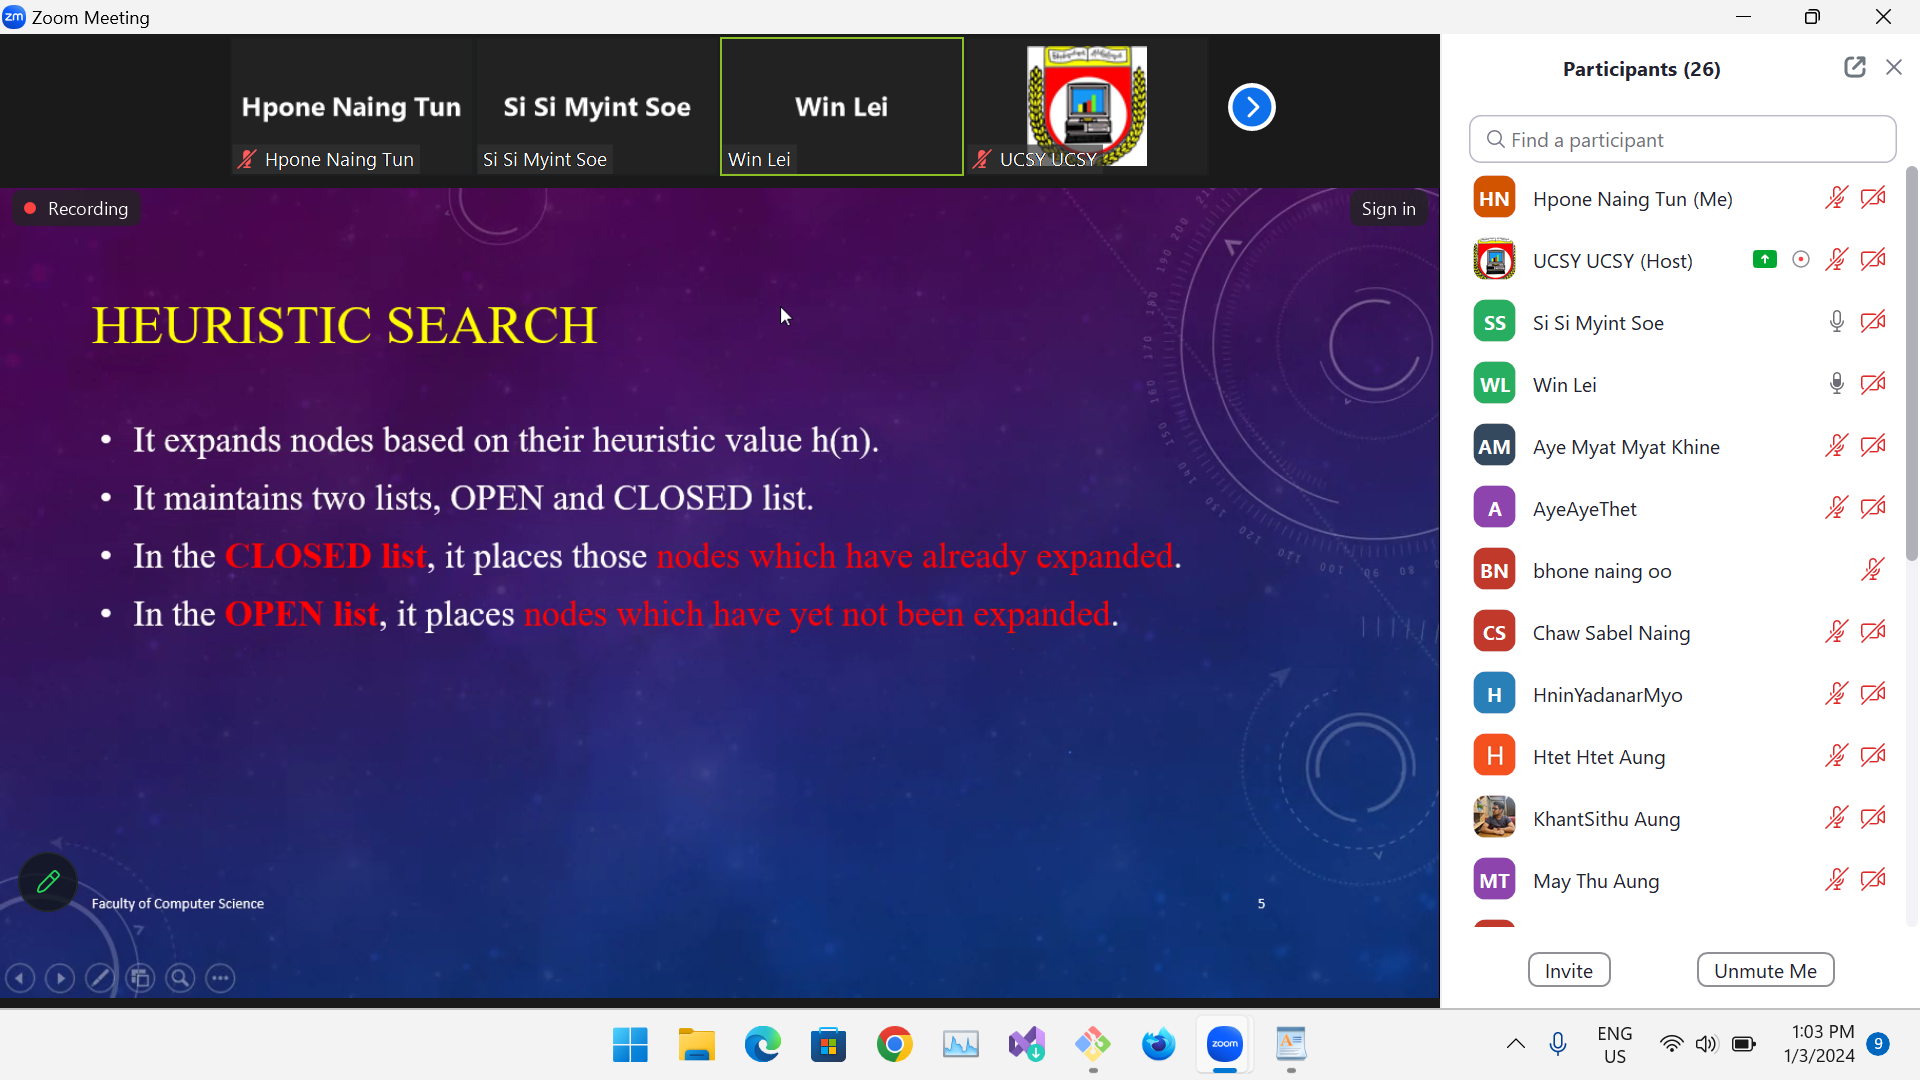 zm Zoom Meeting
Hpone Naing Tun
Si Si Myint Soe
Win Lei
Hpone Naing Tun
Si Si Myint Soe
Win Lei
UCSY UCSY
Recording
Sign in
HEURISTIC SEARCH
• It expands nodes based on their heuristic value h(n).
• It maintains two lists, OPEN and CLOSED list.
• In the CLOSED list, it places those nodes which have already expanded.
• In the OPEN list, it places nodes which have yet not been expanded.
Faculty of Computer Science
5
Participants (26)
Find a participant
HN Hpone Naing Tun (Me)
UCSY UCSY (Host)
SS Si Si Myint Soe
WL Win Lei
AM Aye Myat Myat Khine
A AyeAyeThet
BN bhone naing oo
CS Chaw Sabel Naing
H HninYadanarMyo
H Htet Htet Aung
KhantSithu Aung
MT May Thu Aung
Invite
Unmute Me
zoom
ENG
US
1:03 PM
1/3/2024
9